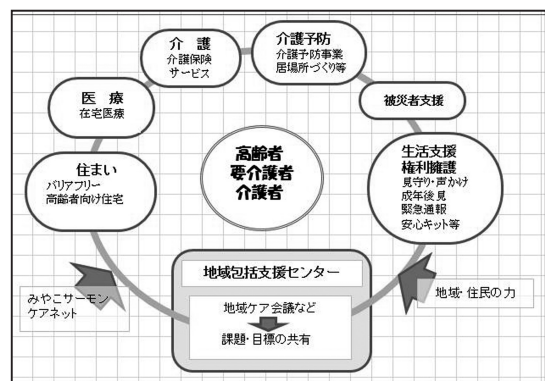 介 護
介護保険
サービス
介護予防
介護予防事業
居場所づくり等
医 療
在宅医療
被災者支援
住まい
バリアフリー
高齢者向け住宅
高齢者
要介護者
介護者
生活支援
権利擁護
見守り・声かけ
成年後見
緊急通報
安心キット等
地域包括支援センター
みやこサーモン
ケアネット
地域ケア会議など
課題・目標の共有
地域・住民の力